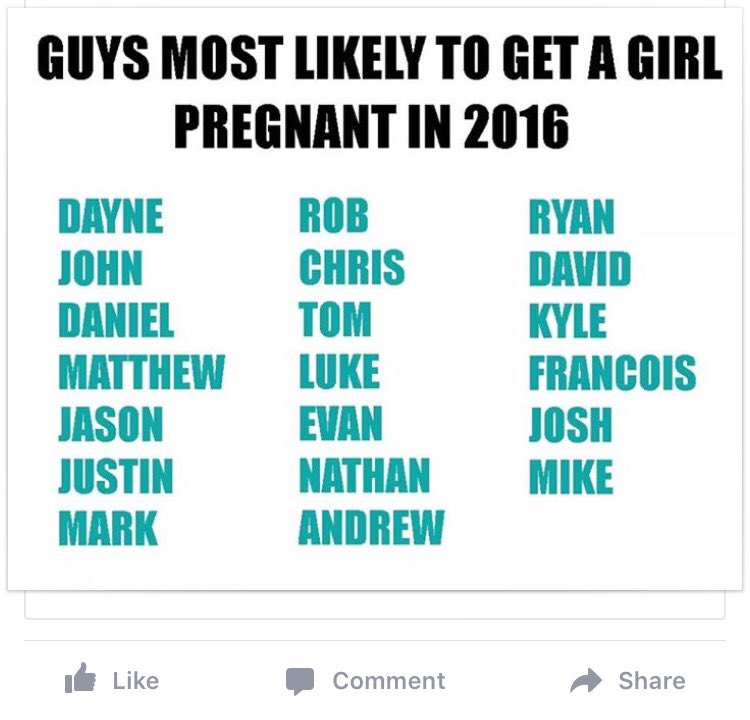 GUYS MOST LIKELY TO GET A GIRL
PREGNANT IN 2016
DAYNE
JOHN
DANIEL
MATTHEW
JASON
JUSTIN
MARK
ROB
CHRIS
TOM
LUKE
EVAN
NATHAN
ANDREW
RYAN
DAVID
KYLE
FRANCOIS
JOSH
MIKE
Like Comment Share